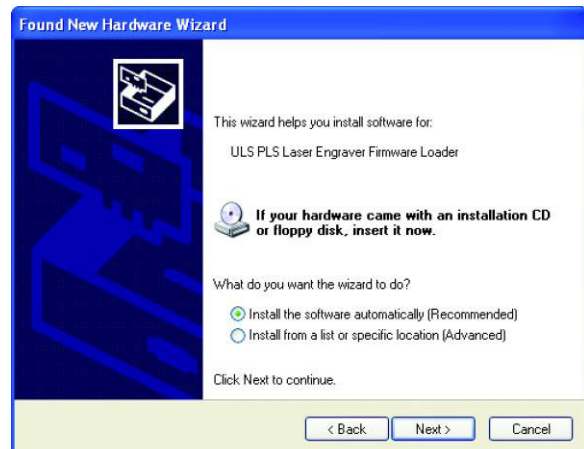 Found New Hardware Wizard
This wizard helps you install software for:
ULS PLS Laser Engraver Firmware Loader
If your hardware came with an installation CD
or floppy disk, insert it now.
What do you want the wizard to do?
Install the software automatically (Recommended)
Install from a list or specific location (Advanced)
Click Next to continue.
< Back Next > Cancel